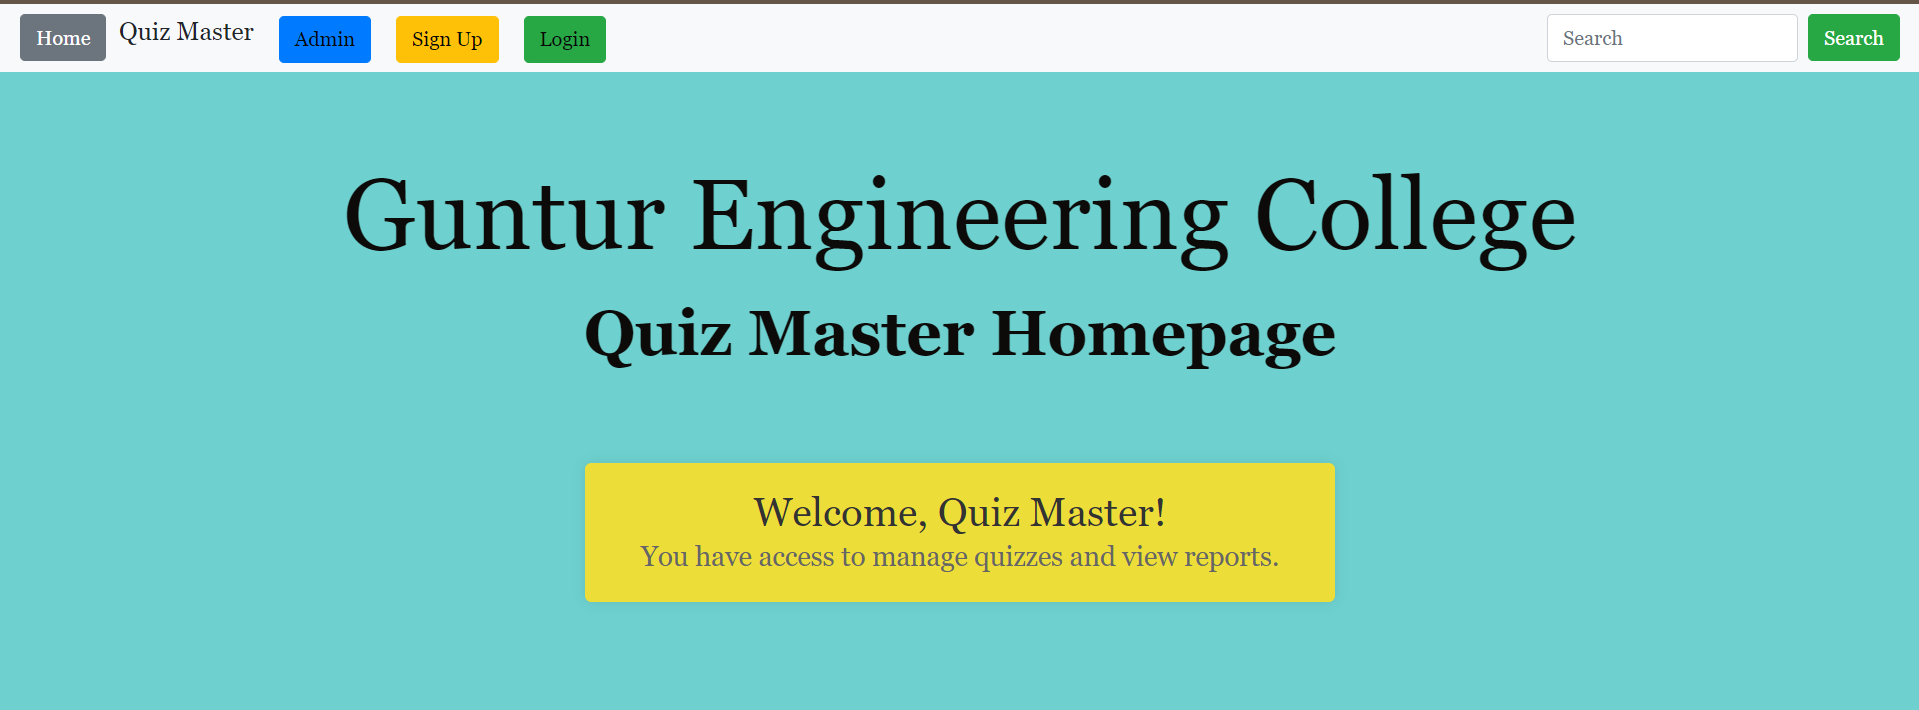 Home Quiz Master Admin Sign Up Login Search Search
Guntur Engineering College
Quiz Master Homepage
Welcome, Quiz Master!
You have access to manage quizzes and view reports.